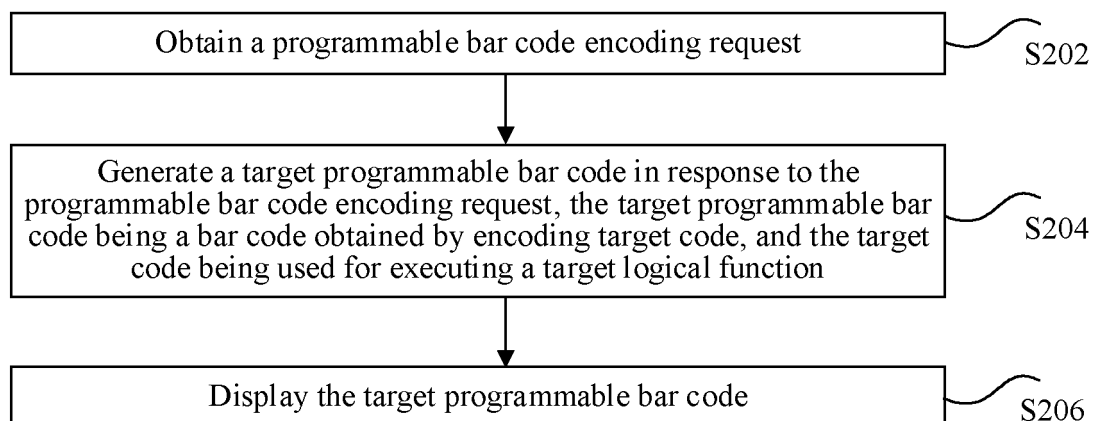 Obtain a programmable bar code encoding request
S202
Generate a target programmable bar code in response to the
programmable bar code encoding request, the target programmable bar
code being a bar code obtained by encoding target code, and the target
code being used for executing a target logical function
S204
Display the target programmable bar code
S206